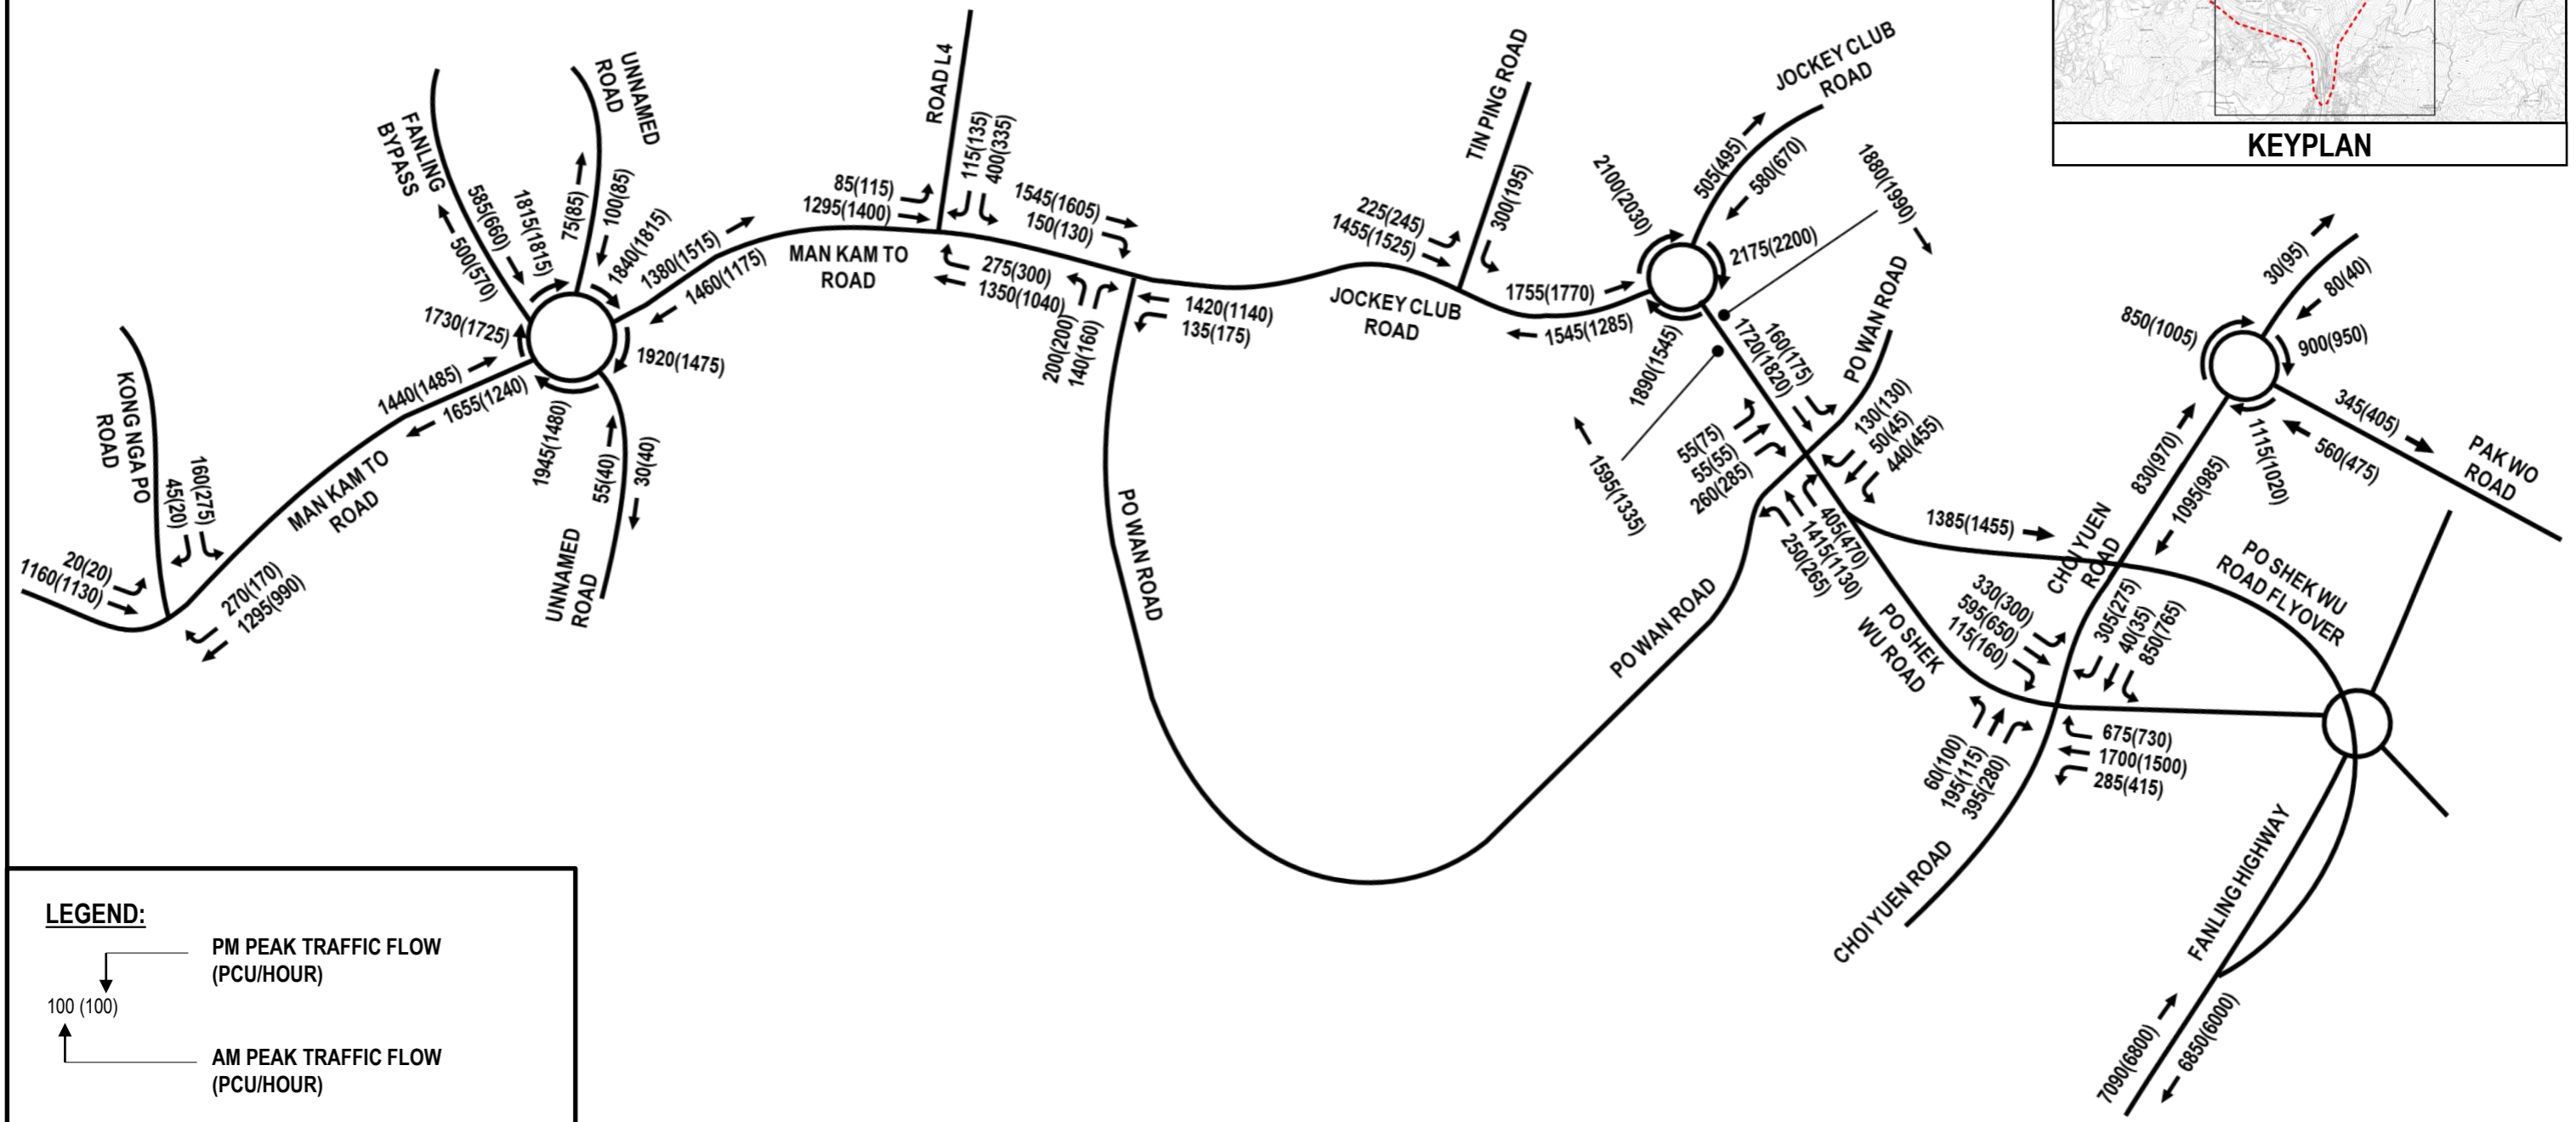 KEYPLAN
FANLING
BYPASS
UNNAMED
ROAD
585(660)
500(570)
1815(1815)
75(85)
100(85)
1840(1815)
1380(1515)
1460(1175)
1730(1725)
1440(1485)
1655(1240)
1920(1475)
1945(1480)
55(40)
30(40)
UNNAMED
ROAD
KONG NGA PO
ROAD
160(275)
45(20)
20(20)
1160(1130)
270(170)
1295(990)
MAN KAM TO
ROAD
ROAD L4
85(115)
1295(1400)
115(135)
400(335)
1545(1605)
150(130)
MAN KAM TO
ROAD
275(300)
1350(1040)
200(200)
140(160)
1420(1140)
135(175)
PO WAN ROAD
TIN PING ROAD
225(245)
1455(1525)
300(195)
JOCKEY CLUB
ROAD
1755(1770)
1545(1285)
JOCKEY CLUB
ROAD
2100(2030)
505(495)
580(670)
2175(2200)
1880(1990)
1890(1545)
1595(1335)
160(175)
1720(1820)
PO WAN ROAD
55(75)
55(55)
260(285)
130(130)
50(45)
440(455)
405(470)
1415(1130)
250(265)
PO WAN ROAD
PO SHEK
WU ROAD
1385(1455)
CHOI YUEN
ROAD
PO SHEK WU
ROAD FLYOVER
850(1005)
30(95)
80(40)
900(950)
345(405)
560(475)
1115(1020)
PAK WO
ROAD
830(970)
1095(985)
330(300)
595(650)
115(160)
305(275)
40(35)
850(765)
60(100)
195(115)
395(280)
675(730)
1700(1500)
285(415)
CHOI YUEN ROAD
FANLING HIGHWAY
7090(6800)
6850(6000)
LEGEND:
PM PEAK TRAFFIC FLOW
(PCU/HOUR)
100 (100)
AM PEAK TRAFFIC FLOW
(PCU/HOUR)